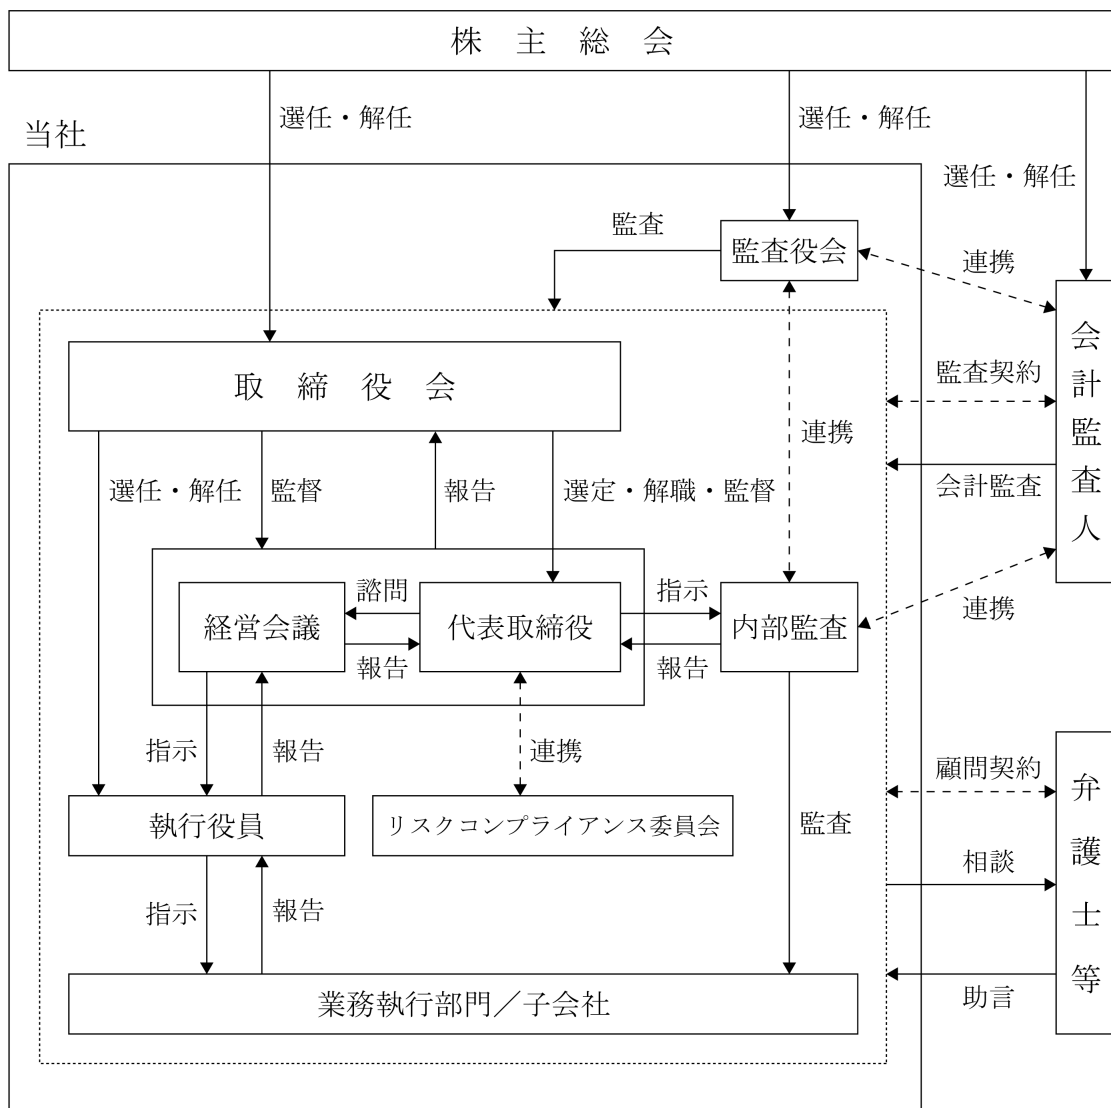 株主総会
選任・解任
選任・解任
当社
選任・解任
監査
監査役会
連携
会計監査人
取締役会
監査契約
連携
選任・解任
監督
報告
選定・解職・監督
会計監査
経営会議
諮問
代表取締役
指示
内部監査
連携
報告
報告
指示
報告
連携
顧問契約
弁護士等
執行役員
リスクコンプライアンス委員会
監査
相談
指示
報告
業務執行部門/子会社
助言